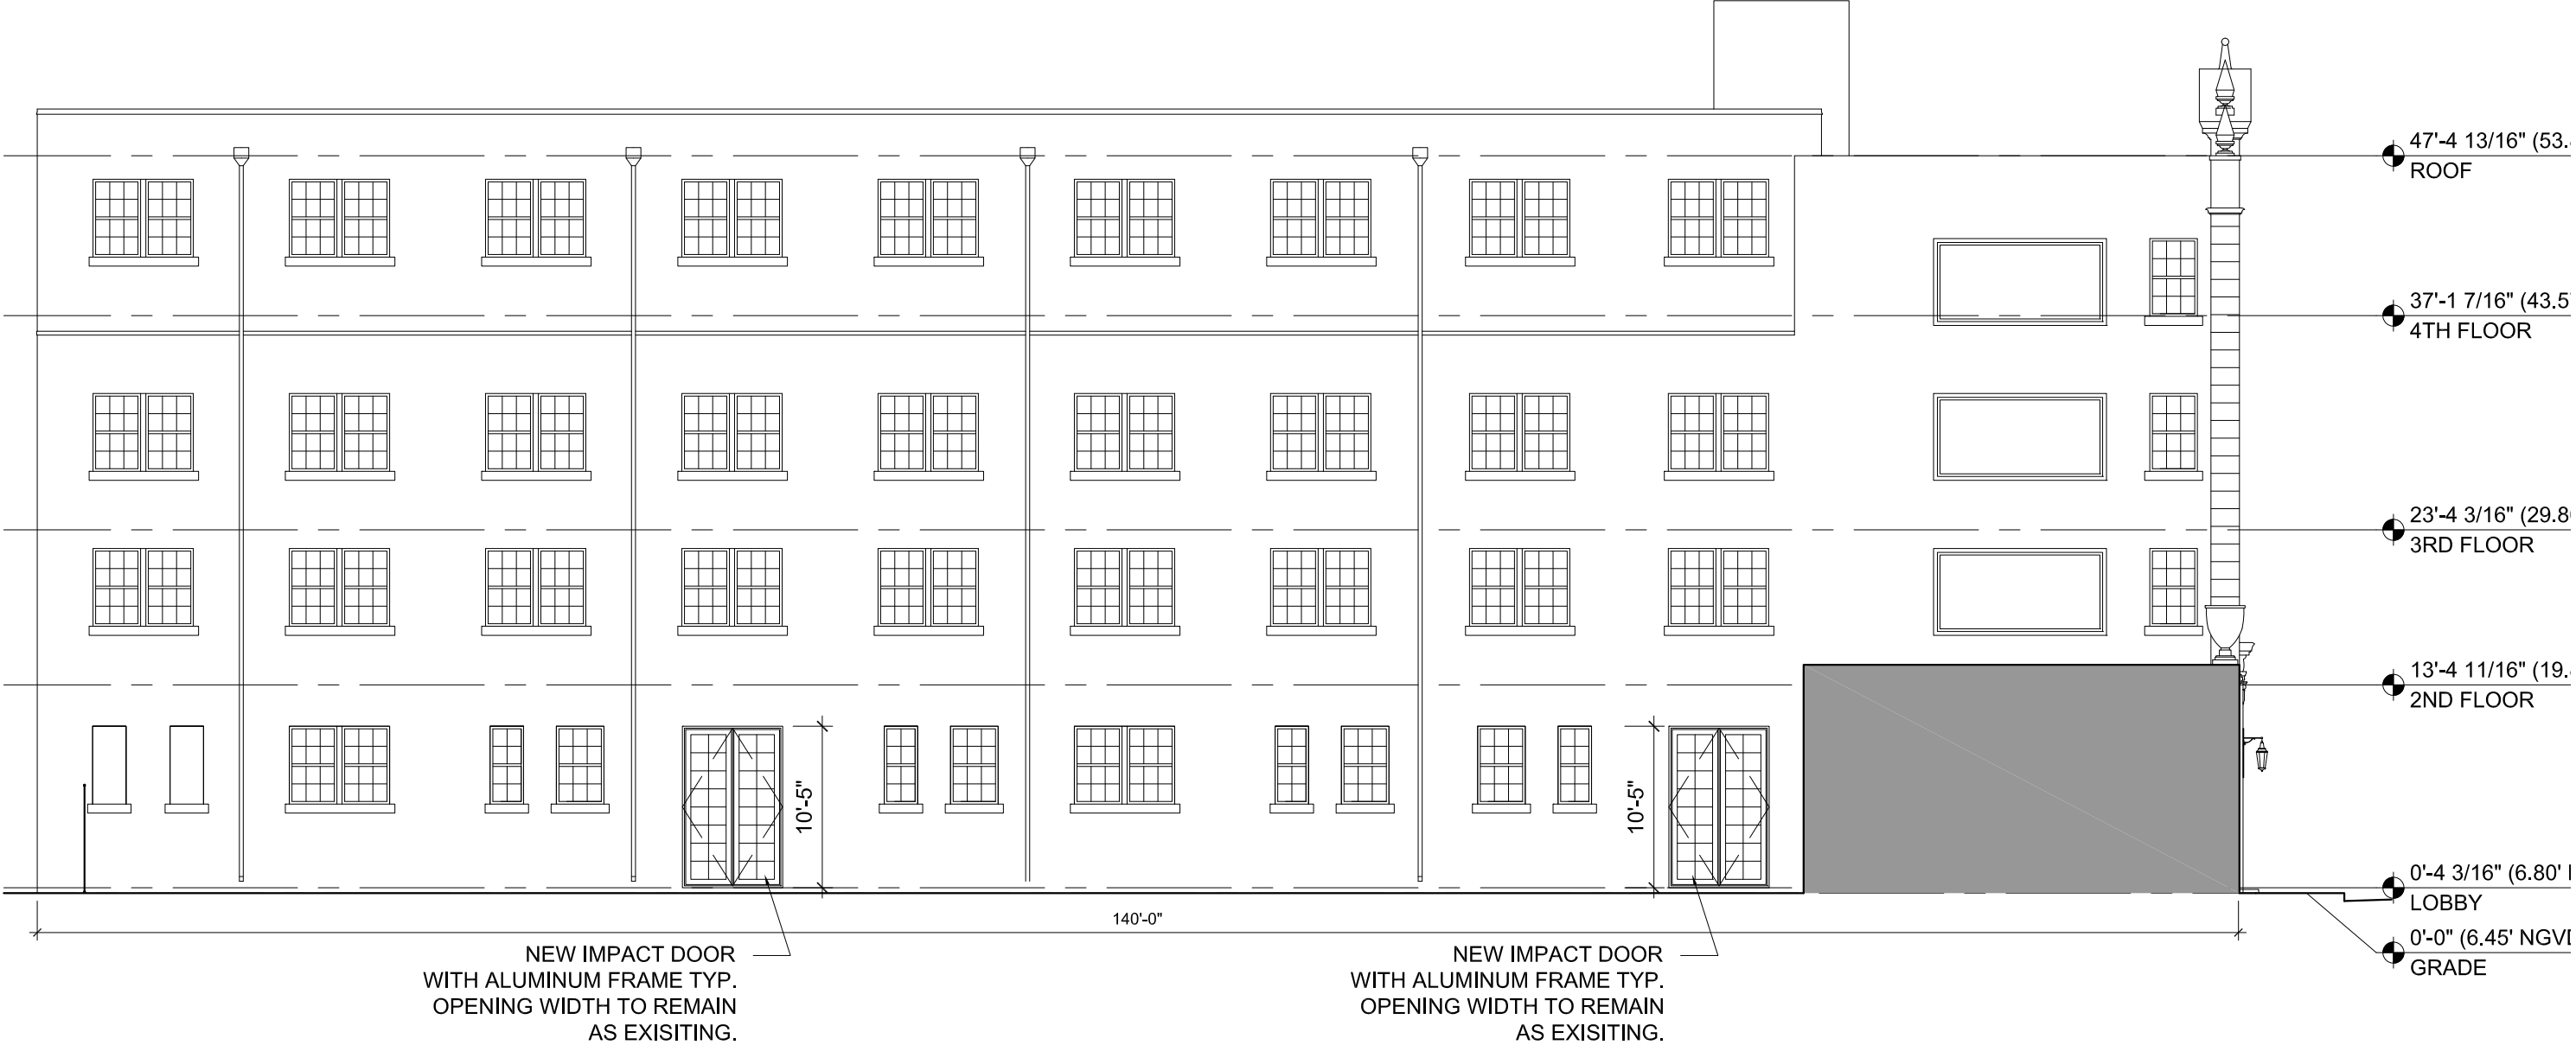 47'-4 13/16" (53.
ROOF
37'-1 7/16" (43.5
4TH FLOOR
23'-4 3/16" (29.8
3RD FLOOR
13'-4 11/16" (19.
2ND FLOOR
10'-5"
10'-5"
0'-4 3/16" (6.80'
LOBBY
140'-0"
0'-0" (6.45' NGVD
GRADE
NEW IMPACT DOOR
WITH ALUMINUM FRAME TYP.
OPENING WIDTH TO REMAIN
AS EXISITING.
NEW IMPACT DOOR
WITH ALUMINUM FRAME TYP.
OPENING WIDTH TO REMAIN
AS EXISITING.